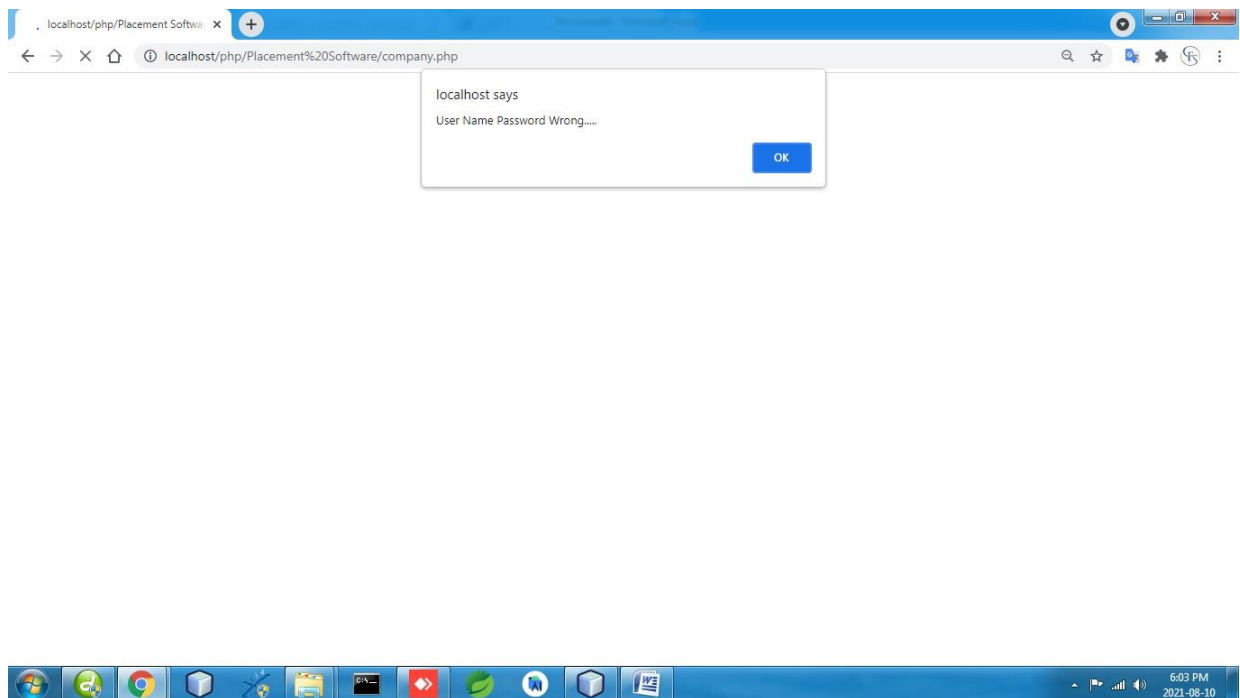 localhost/php/Placement Softwa
localhost/php/Placement%20Software/company.php
localhost says
User Name Password Wrong.....
OK
6:03 PM
2021-08-10